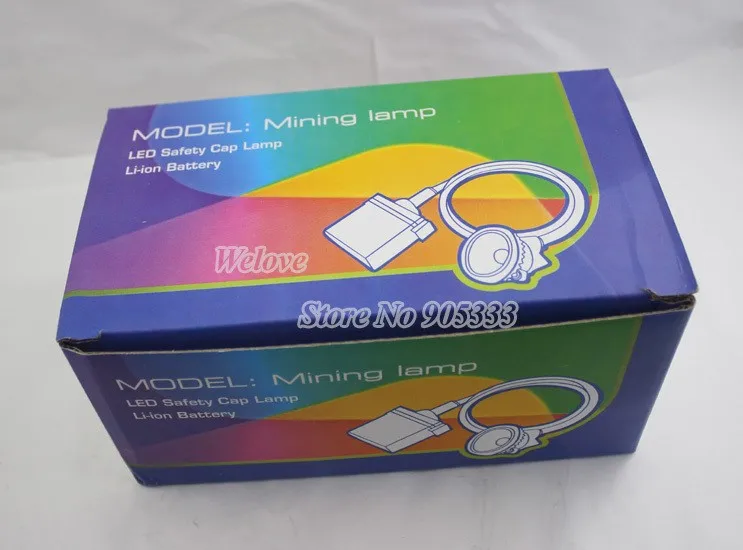 MODEL: Mining lamp
LED Safety Cap Lamp
Li-ion Battery
Welove
Store No 905333
MODEL: Mining lamp
LED Safety Cap Lamp
Li-ion Battery